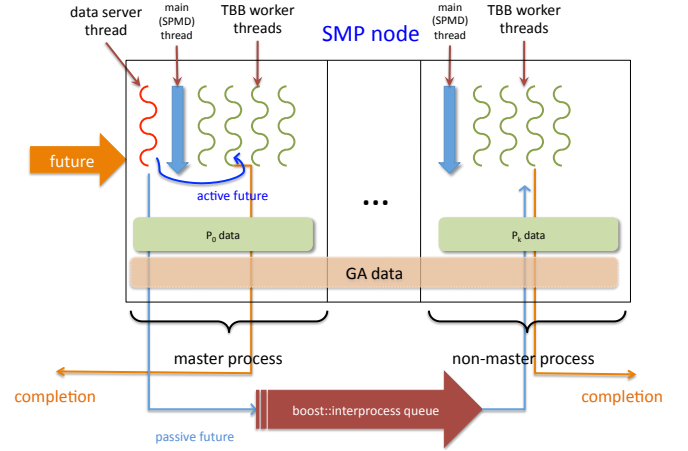 data server
thread
main
(SPMD)
thread
TBB worker
threads
SMP node
main
(SPMD)
thread
TBB worker
threads
future
active future
...
P0 data
Pk data
GA data
master process
non-master process
completion
completion
boost::interprocess queue
passive future